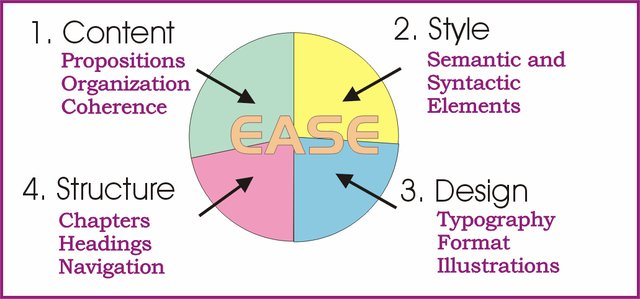 1. Content
Propositions
Organization
Coherence
2. Style
Semantic and
Syntactic
Elements
EASE
4. Structure
Chapters
Headings
Navigation
3. Design
Typography
Format
Illustrations